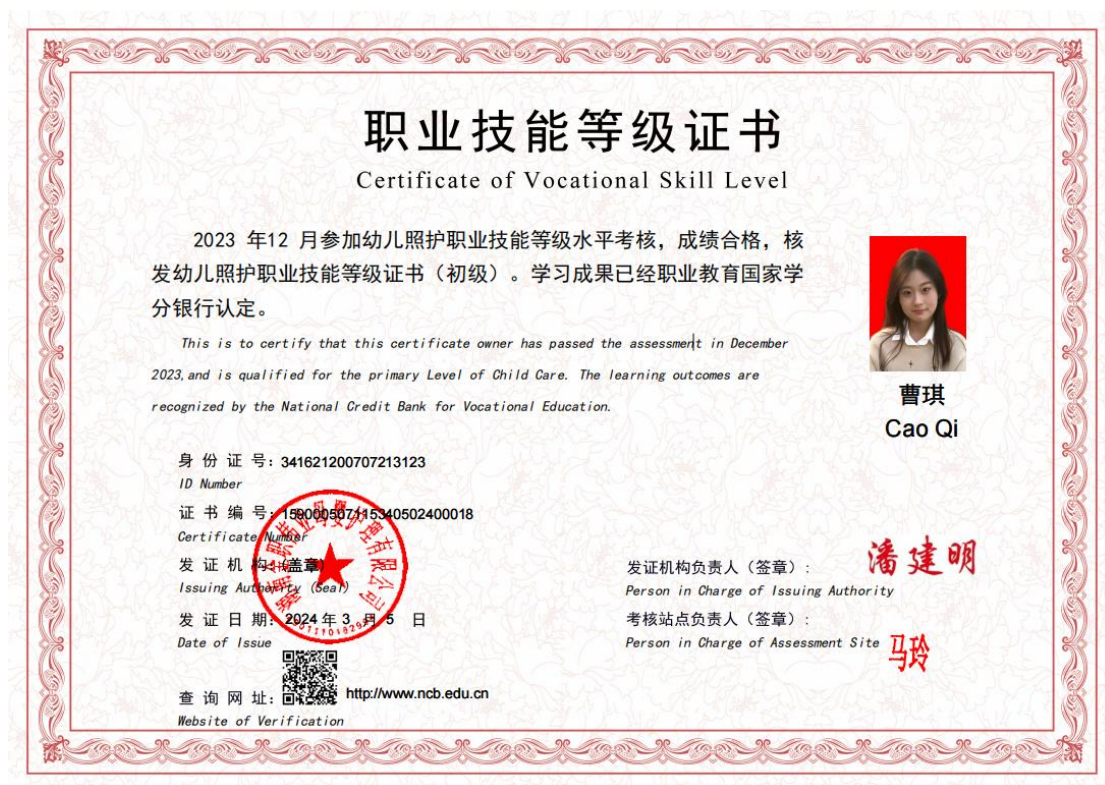 职业技能等级证书
Certificate of Vocational Skill Level
2023 年12 月参加幼儿照护职业技能等级水平考核，成绩合格，核
发幼儿照护职业技能等级证书（初级）。学习成果已经职业教育国家学
分银行认定。
This is to certify that this certificate owner has passed the assessment in December
2023,and is qualified for the primary Level of Child Care. The learning outcomes are
recognized by the National Credit Bank for Vocational Education.
曹琪
Cao Qi
身 份 证 号：341621200707213123
ID Number
证 书 编 号：
Certificate Number
发 证 机 构（盖章）
Issuing Authority (Seal)
发 证 日 期：2024 年 3 月 5 日
Date of Issue
查 询 网 址： http://www.ncb.edu.cn
Website of Verification
发证机构负责人（签章）：
潘建明
Person in Charge of Issuing Authority
考核站点负责人（签章）：
Person in Charge of Assessment Site
马玲